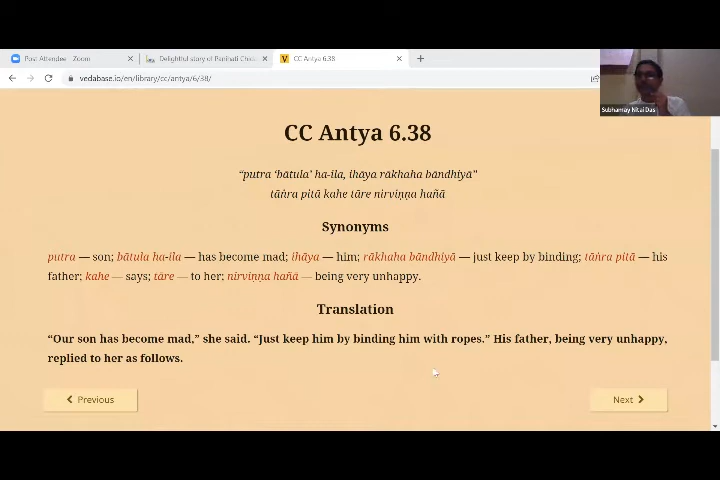 Post Attendee - Zoom
Delightful story of Panihati Chida
CC Antya 6.38
vedabase.io/en/library/cc/antya/6/38/
Subhamay Nitai Das
CC Antya 6.38
“putra ‘bātula’ ha-ila, ihāya rākhaha bāndhiyā”
tāṅra pitā kahe tāre nirviṇṇa hañā
Synonyms
putra — son; bātula ha-ila — has become mad; ihāya — him; rākhaha bāndhiyā — just keep by binding; tāṅra pitā — his
father; kahe — says; tāre — to her; nirviṇṇa hañā — being very unhappy.
Translation
“Our son has become mad,” she said. “Just keep him by binding him with ropes.” His father, being very unhappy,
replied to her as follows.
Previous
Next